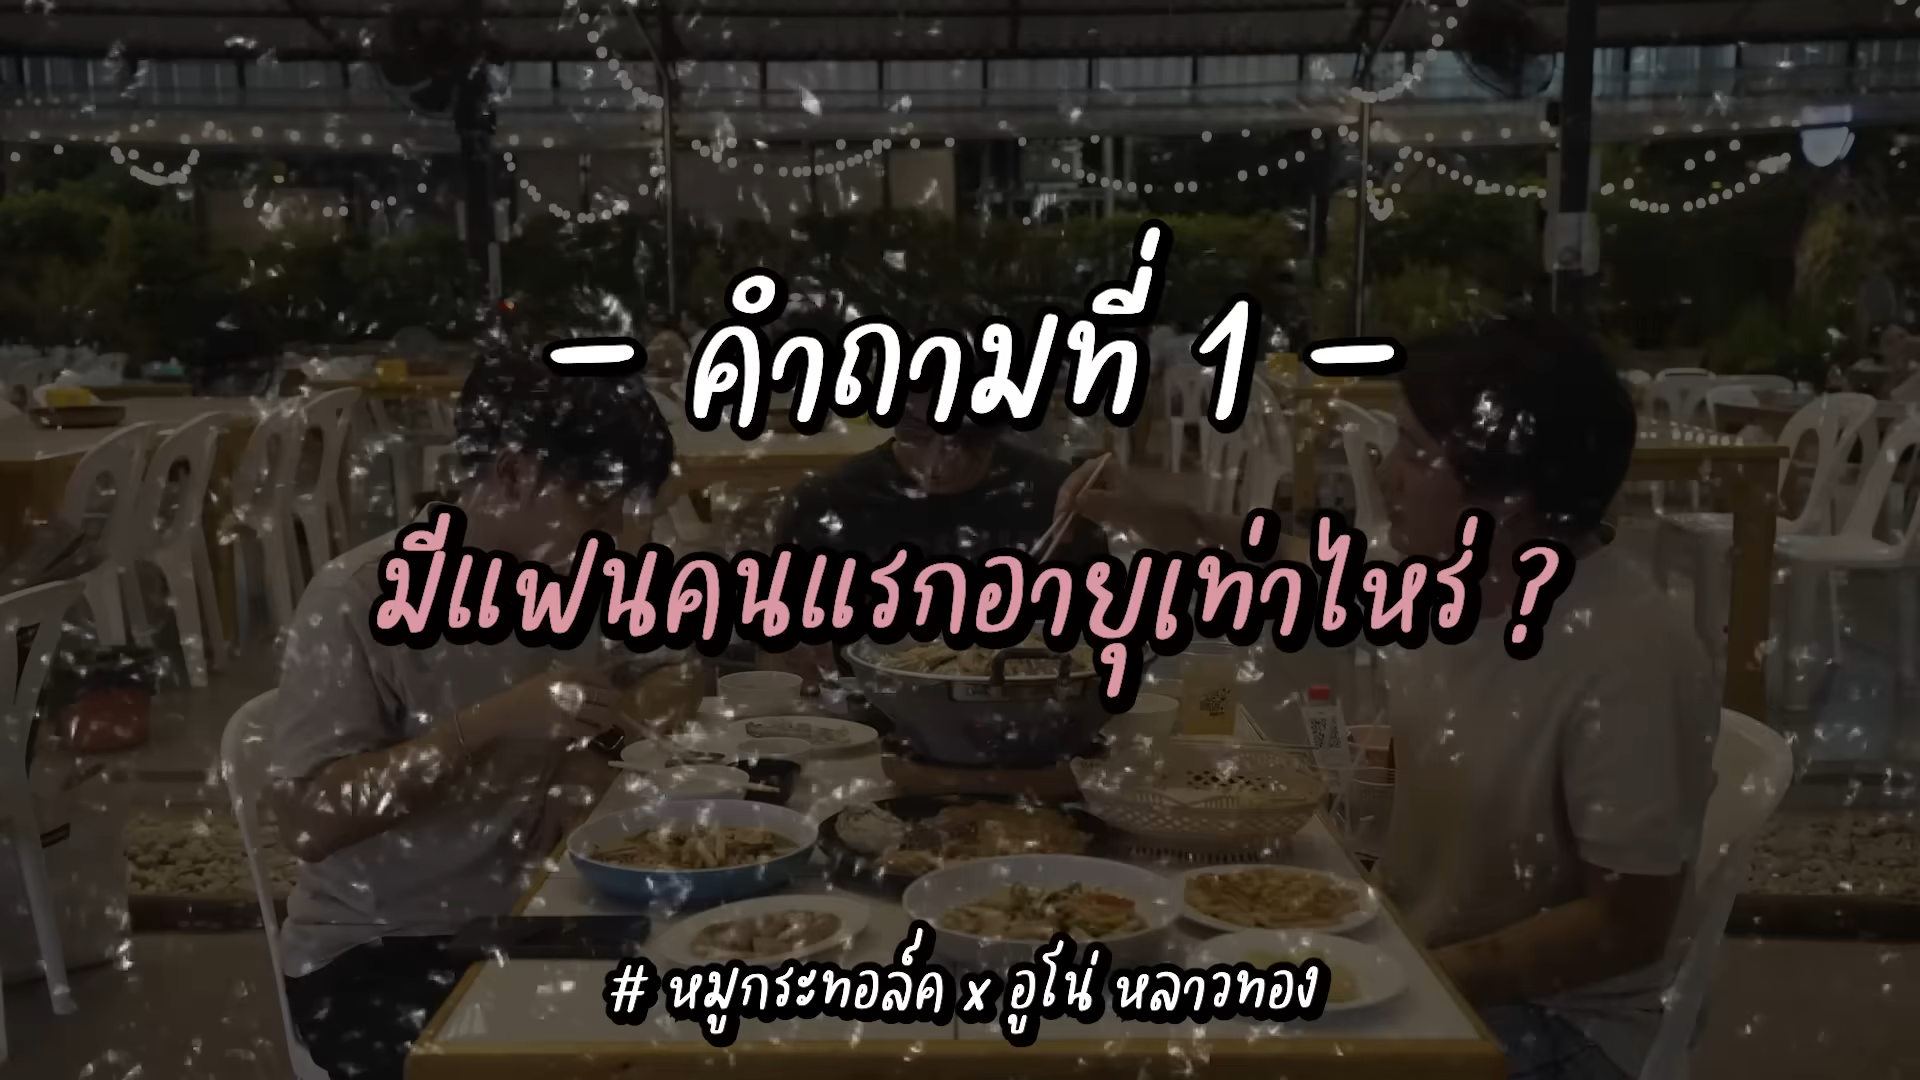 - คำถามที่ 1 -
มีแฟนคนแรกอายุเท่าไหร่ ?
# หมูกระทอล์ค x อูโน่ หลาวทอง